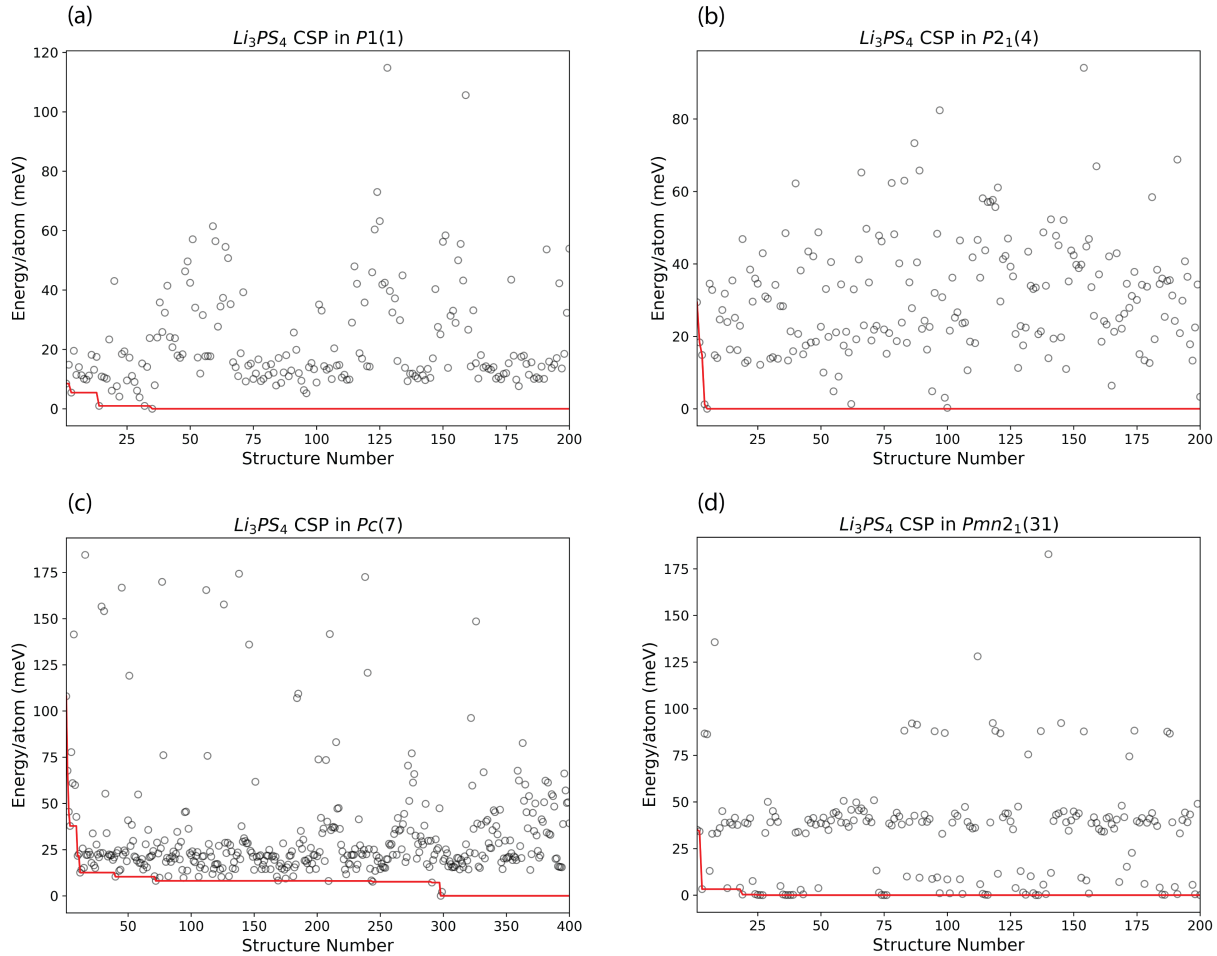 (a)
Li₃PS₄ CSP in P1(1)
120
100
80
60
40
20
0
Energy/atom (meV)
25 50 75 100 125 150 175 200
Structure Number
(b)
Li₃PS₄ CSP in P2₁(4)
80
60
40
20
0
Energy/atom (meV)
25 50 75 100 125 150 175 200
Structure Number
(c)
Li₃PS₄ CSP in Pc(7)
175
150
125
100
75
50
25
0
Energy/atom (meV)
50 100 150 200 250 300 350 400
Structure Number
(d)
Li₃PS₄ CSP in Pmn2₁(31)
175
150
125
100
75
50
25
0
Energy/atom (meV)
25 50 75 100 125 150 175 200
Structure Number